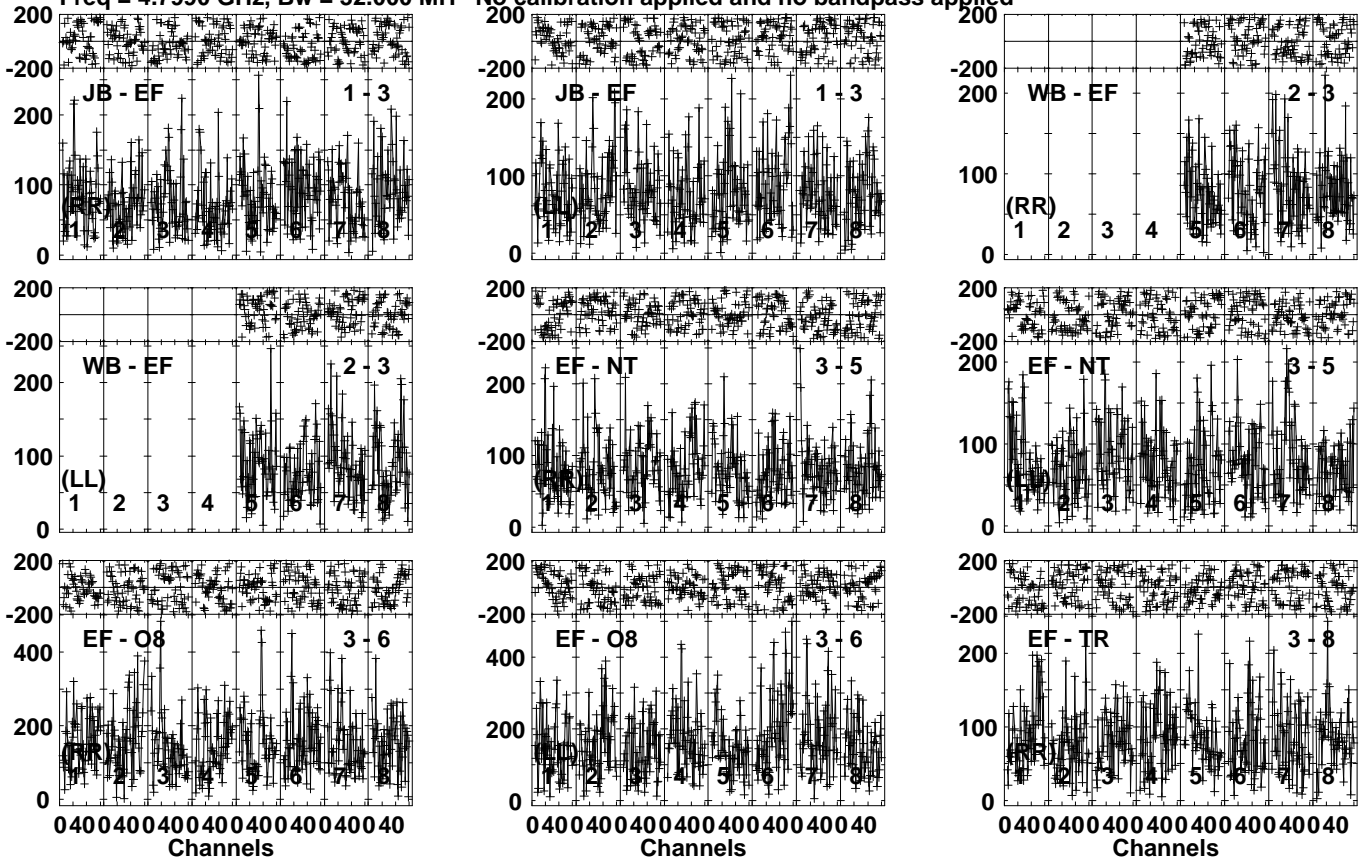 Freq = 4.7990 GHz, Bw = 32.000 MH No calibration applied and no bandpass applied
200 200 200
-200 -200 -200
JB - EF 1 - 3 JB - EF 1 - 3 WB - EF 2 - 3
200 200 200
100 100 100
(RR) (LL) (RR)
1 2 3 4 5 6 7 8 1 2 3 4 5 6 7 8 1 2 3 4 5 6 7 8
0 0 0
200 200 200
-200 -200 -200
WB - EF 2 - 3 EF - NT 3 - 5 EF - NT 3 - 5
200 200 200
100 100 100
(LL) (RR) (LL)
1 2 3 4 5 6 7 8 1 2 3 4 5 6 7 8 1 2 3 4 5 6 7 8
0 0 0
200 200 200
-200 -200 -200
EF - O8 3 - 6 EF - O8 3 - 6 EF - TR 3 - 8
400 400 200
200 200 100
(RR) (LL) (RR)
1 2 3 4 5 6 7 8 1 2 3 4 5 6 7 8 1 2 3 4 5 6 7 8
0 0 0
0 40 0 40 0 40 0 40 0 40 0 40 0 40 0 40 0 40 0 40 0 40 0 40 0 40 0 40 0 40 0 40 0 40 0 40 0 40 0 40 0 40 0 40 0 40 0 40
Channels Channels Channels